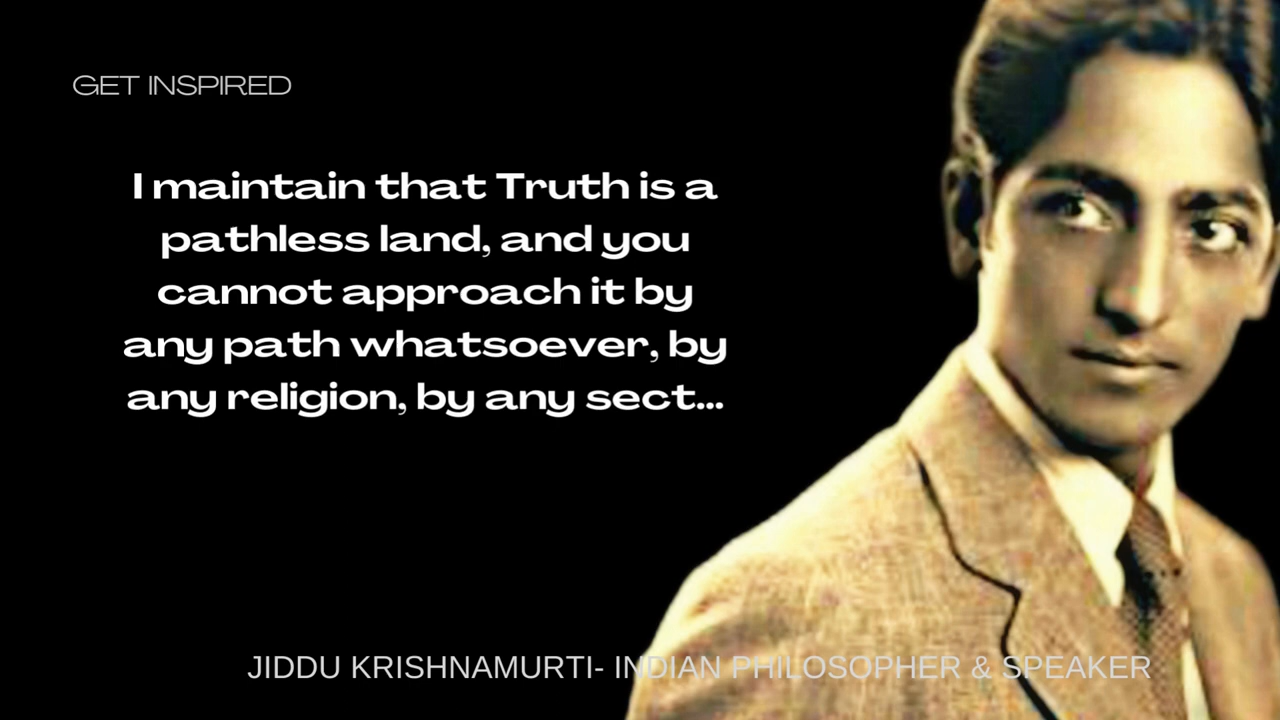 GET INSPIRED
I maintain that Truth is a
pathless land, and you
cannot approach it by
any path whatsoever, by
any religion, by any sect...
JIDDU KRISHNAMURTI- INDIAN PHILOSOPHER & SPEAKER